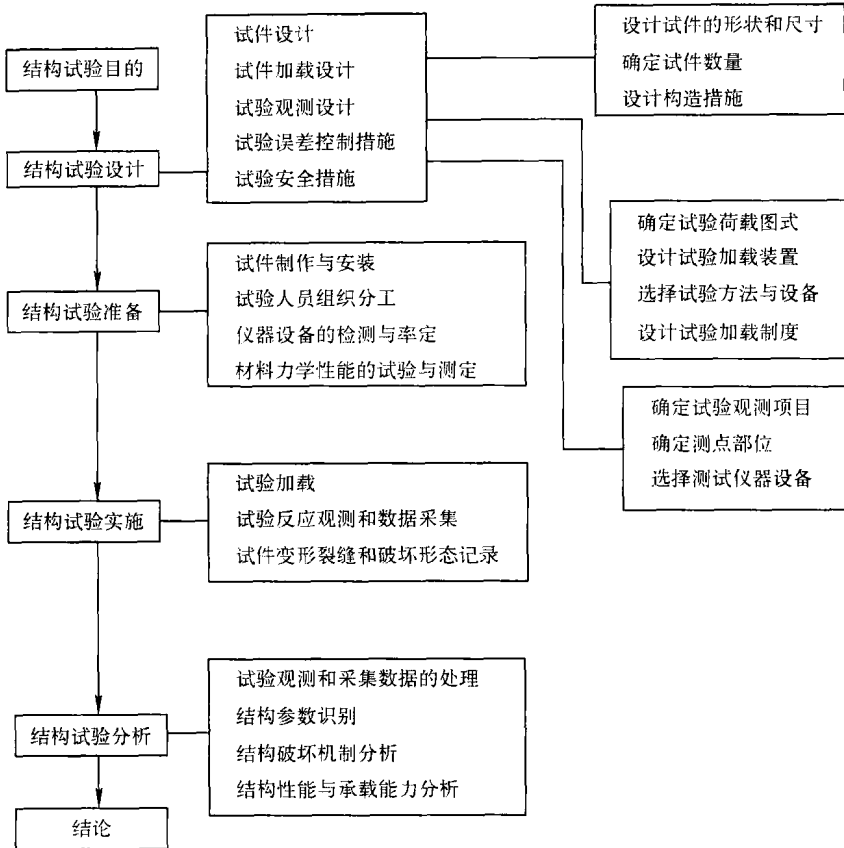 结构试验目的
结构试验设计
试件设计
试件加载设计
试验观测设计
试验误差控制措施
试验安全措施
设计试件的形状和尺寸
确定试件数量
设计构造措施
确定试验荷载图式
设计试验加载装置
选择试验方法与设备
设计试验加载制度
确定试验观测项目
确定测点部位
选择测试仪器设备
结构试验准备
试件制作与安装
试验人员组织分工
仪器设备的检测与率定
材料力学性能的试验与测定
结构试验实施
试验加载
试验反应观测和数据采集
试件变形裂缝和破坏形态记录
结构试验分析
试验观测和采集数据的处理
结构参数识别
结构破坏机制分析
结构性能与承载能力分析
结论